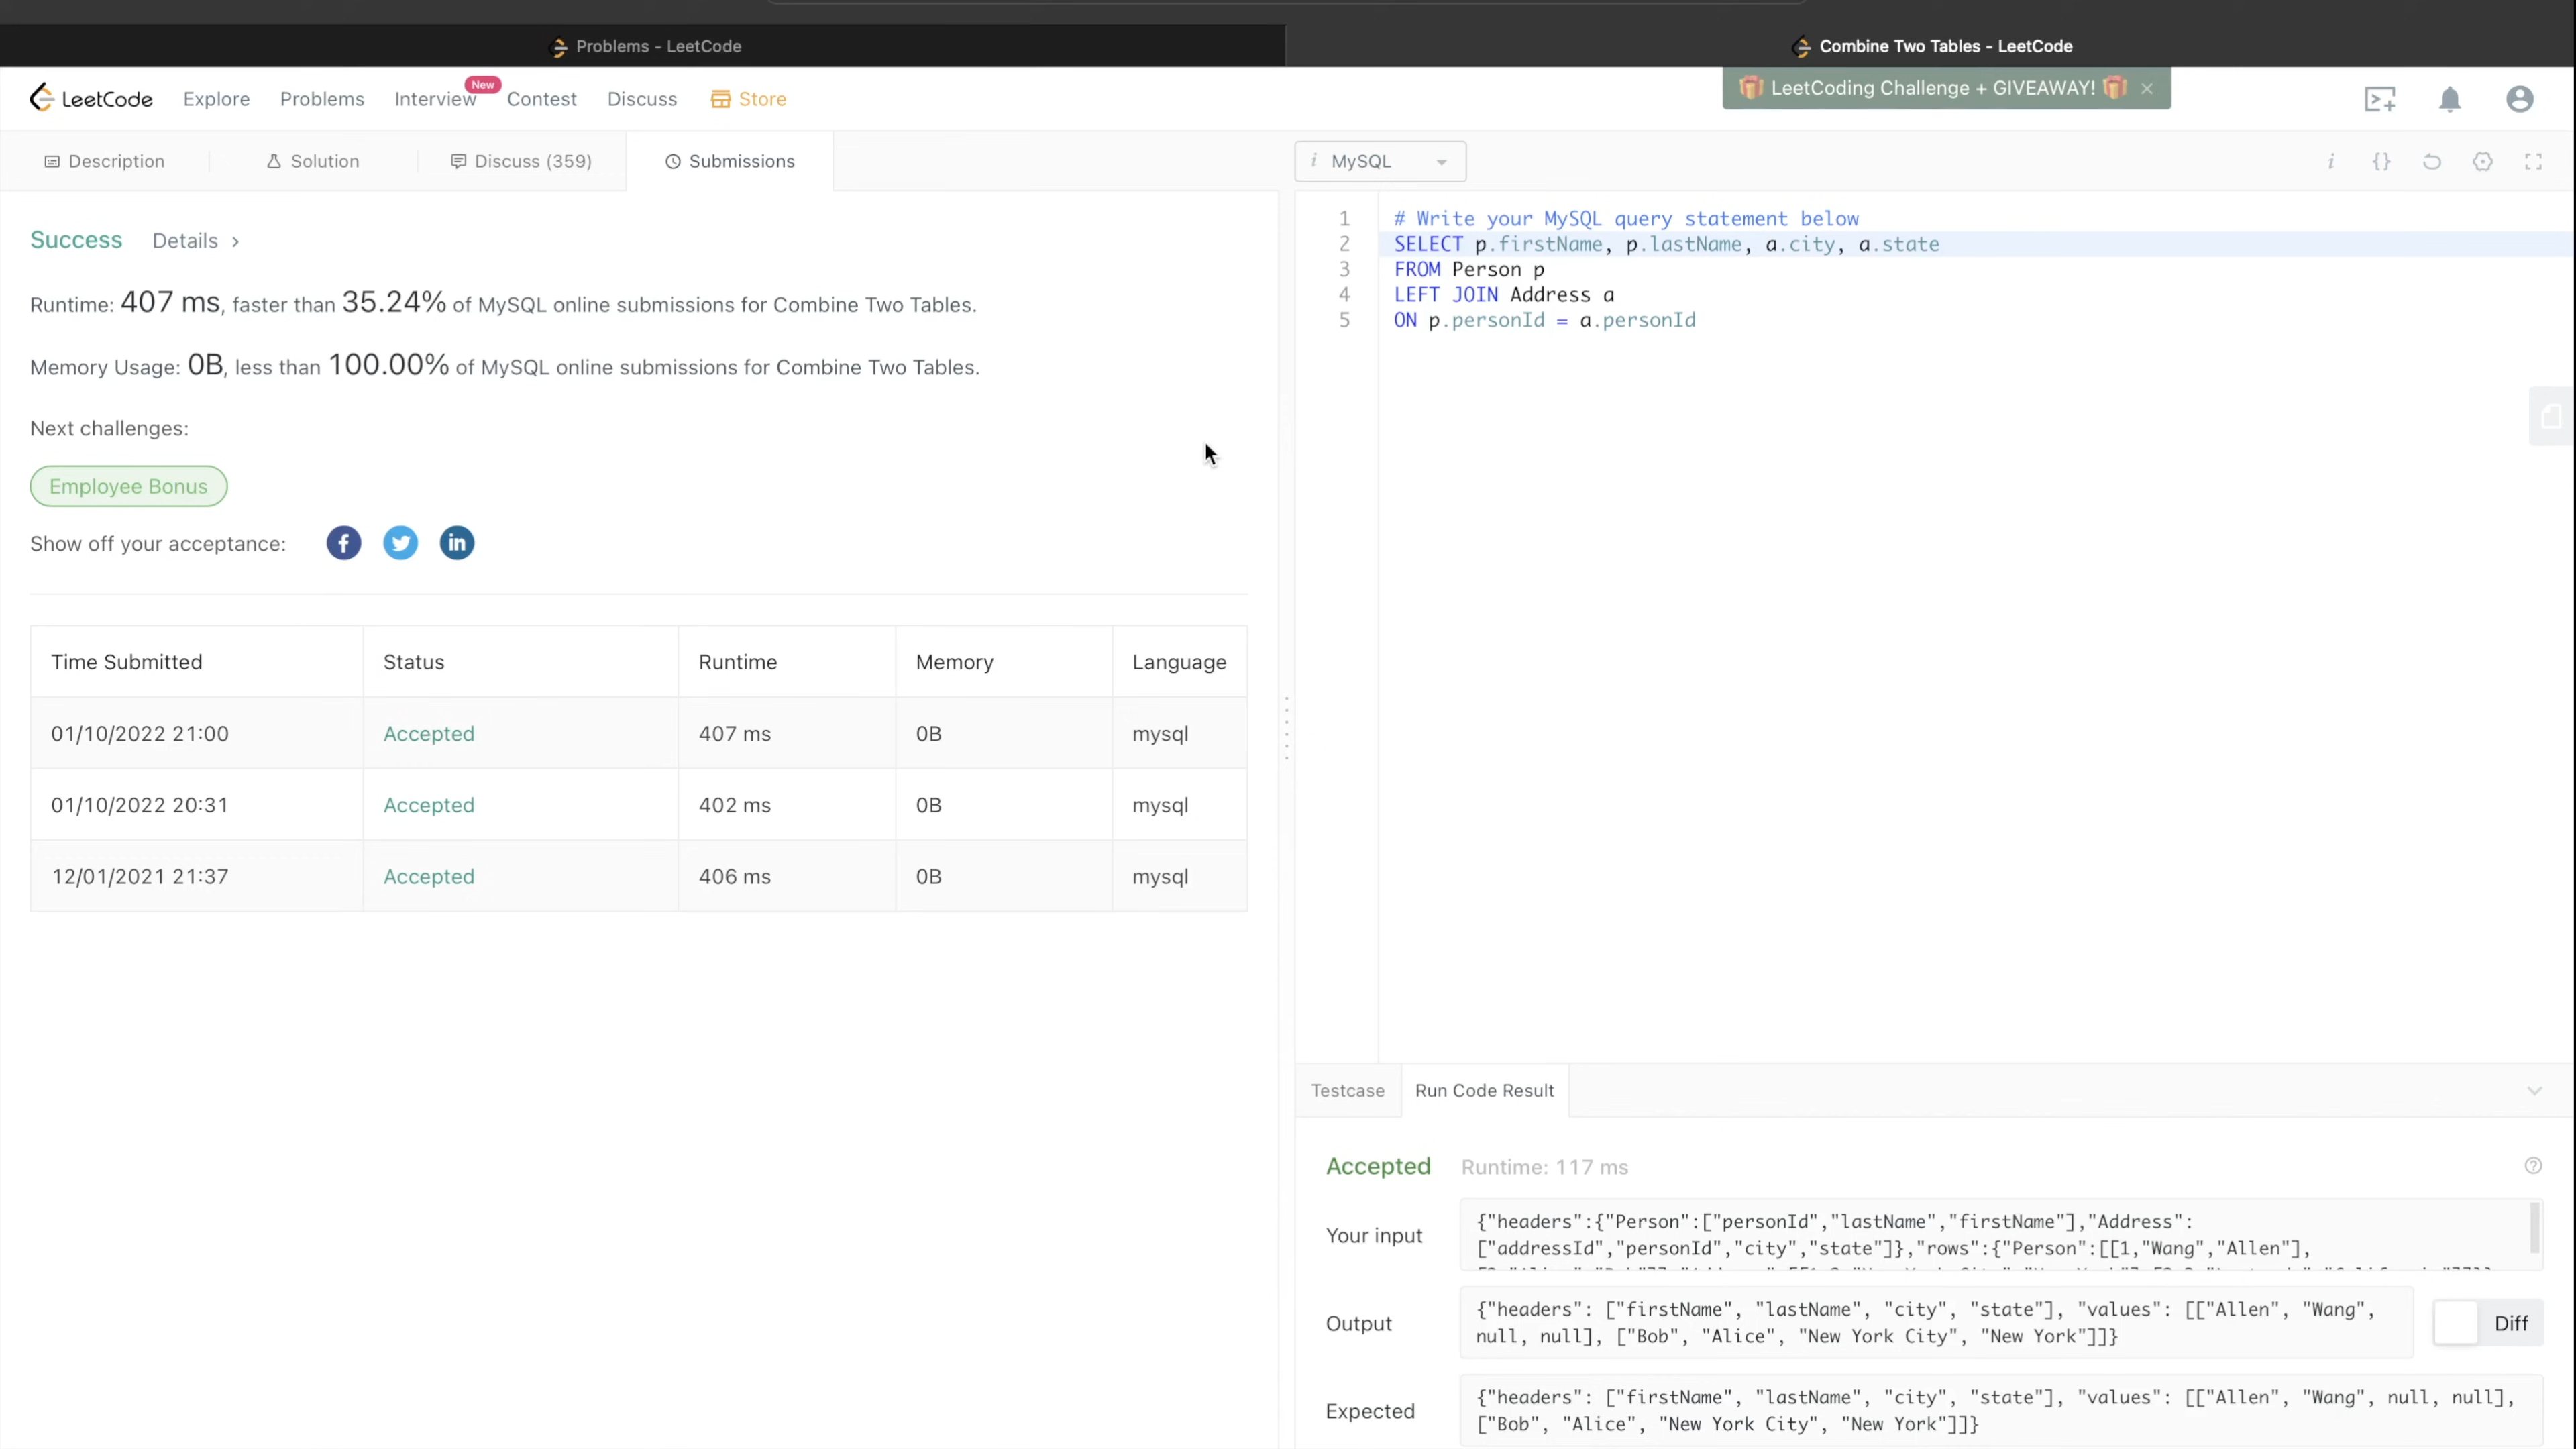 Problems - LeetCode
Combine Two Tables - LeetCode
LeetCode Explore Problems Interview New Contest Discuss Store
LeetCoding Challenge + GIVEAWAY!
Description Solution Discuss (359) Submissions
Success Details
Runtime: 407 ms, faster than 35.24% of MySQL online submissions for Combine Two Tables.
Memory Usage: 0B, less than 100.00% of MySQL online submissions for Combine Two Tables.
Next challenges:
Employee Bonus
Show off your acceptance:
Time Submitted Status Runtime Memory Language
01/10/2022 21:00 Accepted 407 ms 0B mysql
01/10/2022 20:31 Accepted 402 ms 0B mysql
12/01/2021 21:37 Accepted 406 ms 0B mysql
MySQL
1 # Write your MySQL query statement below
2 SELECT p.firstName, p.lastName, a.city, a.state
3 FROM Person p
4 LEFT JOIN Address a
5 ON p.personId = a.personId
Testcase Run Code Result
Accepted Runtime: 117 ms
Your input
{"headers":{"Person":["personId","lastName","firstName"],"Address":
["addressId","personId","city","state"]},"rows":{"Person":[[1,"Wang","Allen"],
Output
{"headers": ["firstName", "lastName", "city", "state"], "values": [["Allen", "Wang",
null, null], ["Bob", "Alice", "New York City", "New York"]]}
Diff
Expected
{"headers": ["firstName", "lastName", "city", "state"], "values": [["Allen", "Wang", null, null],
["Bob", "Alice", "New York City", "New York"]]}